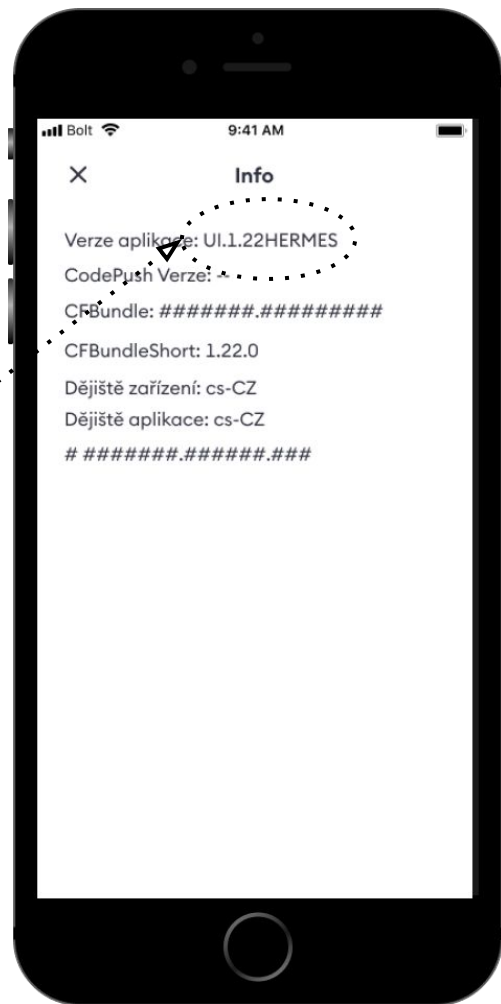 Bolt 9:41 AM
Info
Verze aplikace: UI.1.22HERMES
CodePush Verze: --
CFBundle: #######.#########
CFBundleShort: 1.22.0
Dějiště zařízení: cs-CZ
Dějiště aplikace: cs-CZ
# #######.######.###